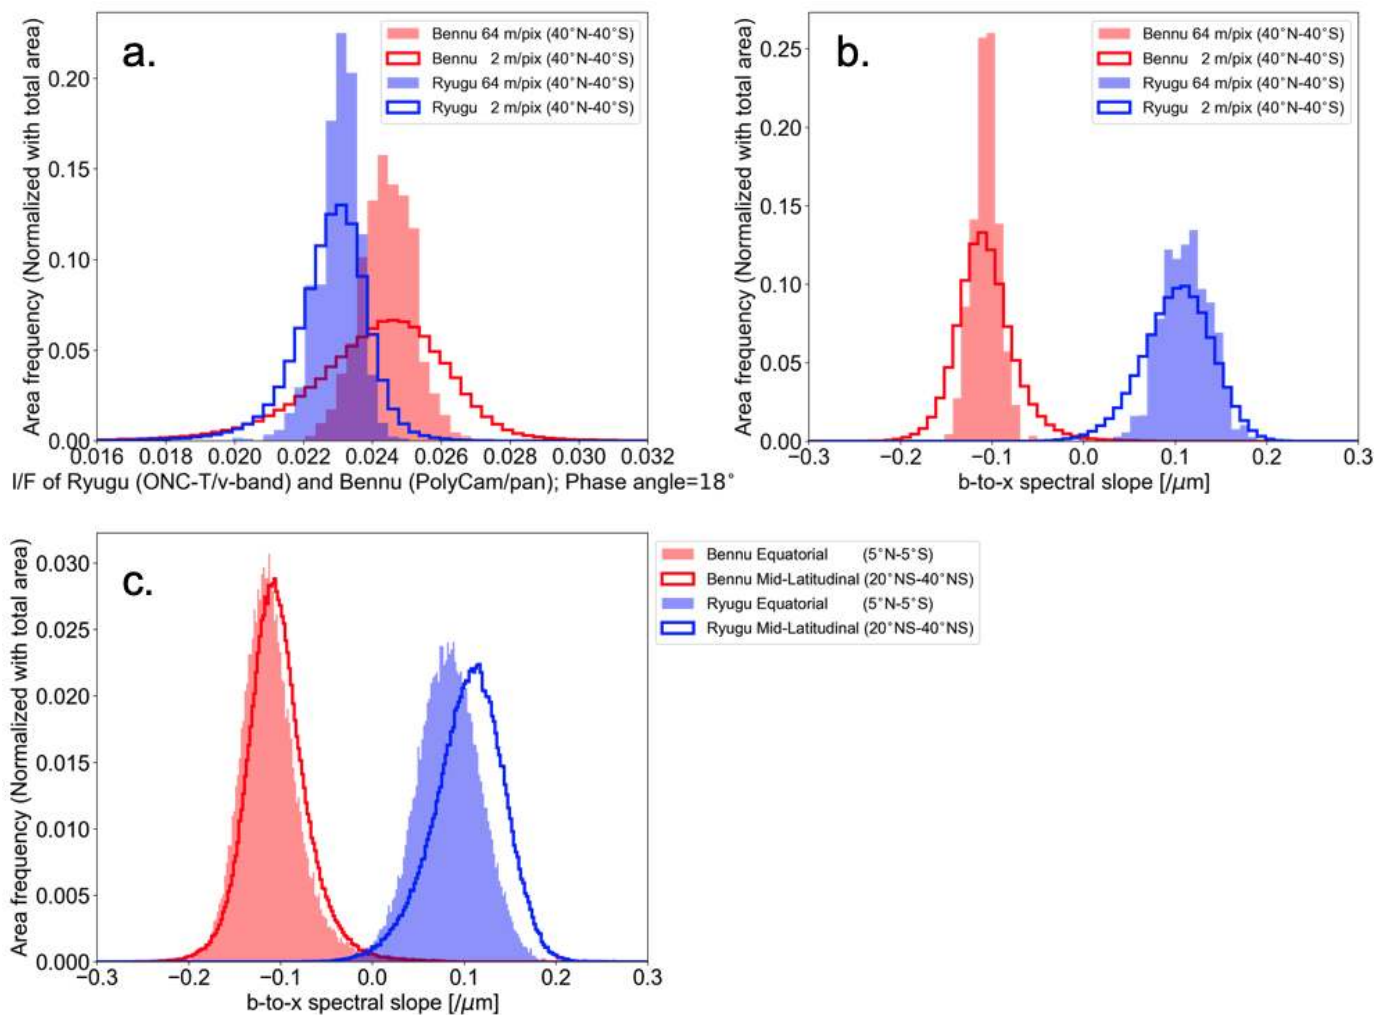 a.
Bennu 64 m/pix (40°N-40°S)
Bennu 2 m/pix (40°N-40°S)
Ryugu 64 m/pix (40°N-40°S)
Ryugu 2 m/pix (40°N-40°S)
Area frequency (Normalized with total area)
0.20
0.15
0.10
0.05
0.00
0.016 0.018 0.020 0.022 0.024 0.026 0.028 0.030 0.032
I/F of Ryugu (ONC-T/v-band) and Bennu (PolyCam/pan); Phase angle=18°
b.
Bennu 64 m/pix (40°N-40°S)
Bennu 2 m/pix (40°N-40°S)
Ryugu 64 m/pix (40°N-40°S)
Ryugu 2 m/pix (40°N-40°S)
Area frequency (Normalized with total area)
0.25
0.20
0.15
0.10
0.05
0.00
−0.3 −0.2 −0.1 0.0 0.1 0.2 0.3
b-to-x spectral slope [/μm]
c.
Bennu Equatorial (5°N-5°S)
Bennu Mid-Latitudinal (20°NS-40°NS)
Ryugu Equatorial (5°N-5°S)
Ryugu Mid-Latitudinal (20°NS-40°NS)
Area frequency (Normalized with total area)
0.030
0.025
0.020
0.015
0.010
0.005
0.000
−0.3 −0.2 −0.1 0.0 0.1 0.2 0.3
b-to-x spectral slope [/μm]